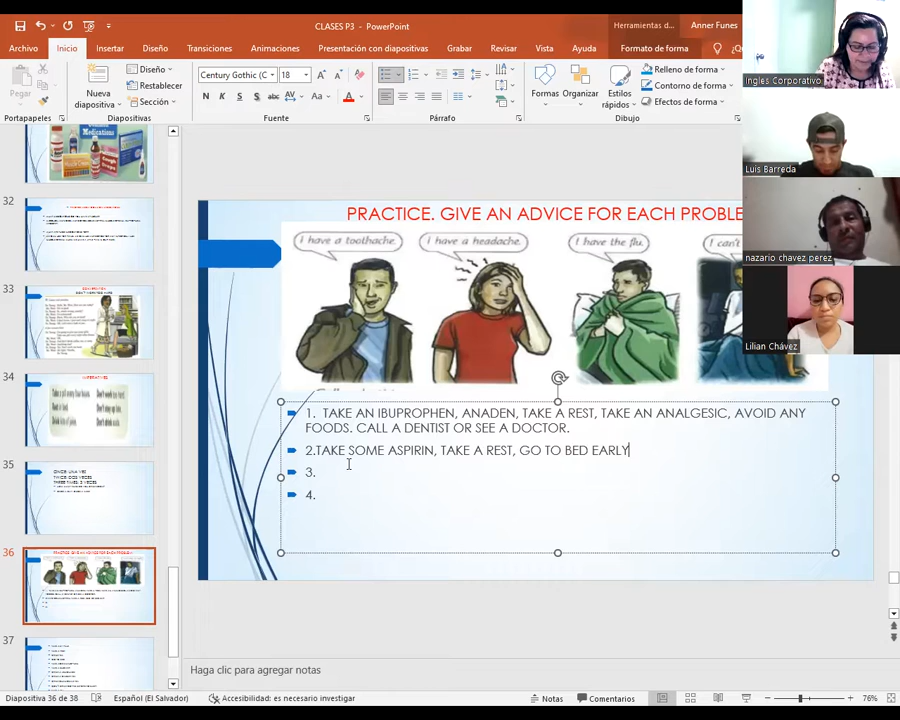 CLASES P3 - PowerPoint
Herramientas d...
Anner Funes
Archivo
Inicio
Insertar
Diseño
Transiciones
Animaciones
Presentación con diapositivas
Grabar
Revisar
Vista
Ayuda
Formato de forma
Pegar
Nueva
diapositiva
Diseño
Restablecer
Sección
Century Gothic (C
18
N K S S abc AV Aa A
Formas
Organizar
Estilos
rápidos
Relleno de forma
Contorno de forma
Efectos de forma
Portapapeles
Diapositivas
Fuente
Párrafo
Dibujo
Ingles Corporativo
Luis Barreda
nazario chavez perez
Lilian Chávez
32
33
34
35
36
37
PRACTICE. GIVE AN ADVICE FOR EACH PROBLE
I have a toothache.
I have a headache.
I have the flu.
I can't
1. TAKE AN IBUPROPHEN, ANADEN, TAKE A REST, TAKE AN ANALGESIC, AVOID ANY
FOODS. CALL A DENTIST OR SEE A DOCTOR.
2.TAKE SOME ASPIRIN, TAKE A REST, GO TO BED EARLY
3.
4.
Haga clic para agregar notas
Diapositiva 36 de 38
Español (El Salvador)
Accesibilidad: es necesario investigar
Notas
Comentarios
76%